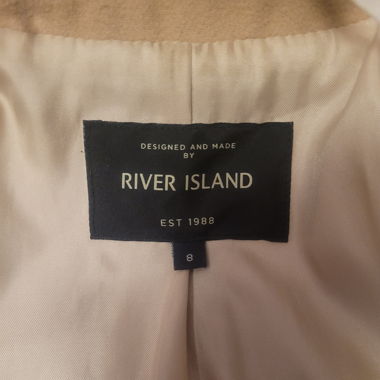 DESIGNED AND MADE
BY
RIVER ISLAND
EST 1988
8